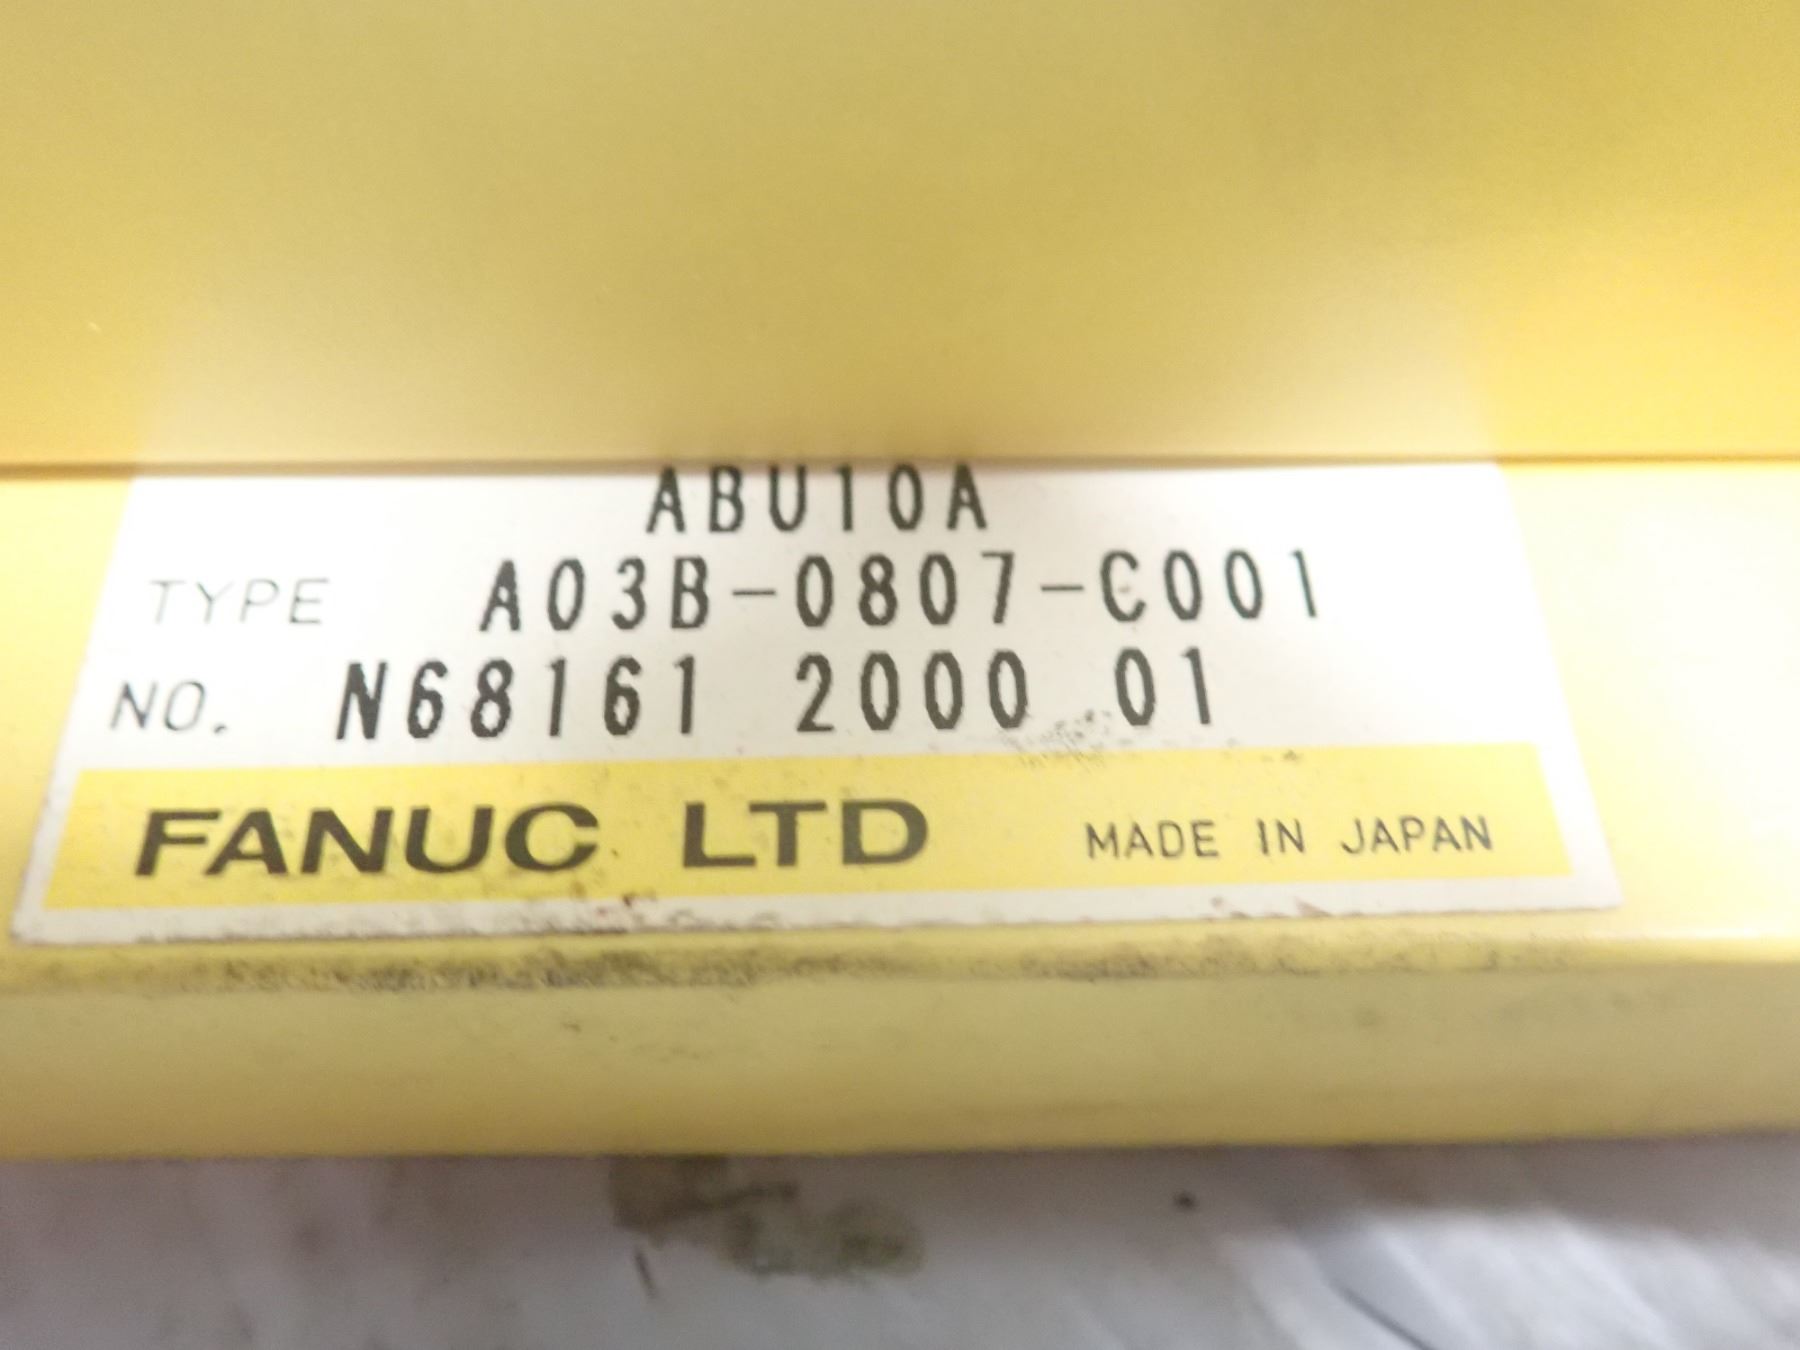 ABU10A
TYPE A03B-0807-C001
NO. N68161 2000 01
FANUC LTD MADE IN JAPAN